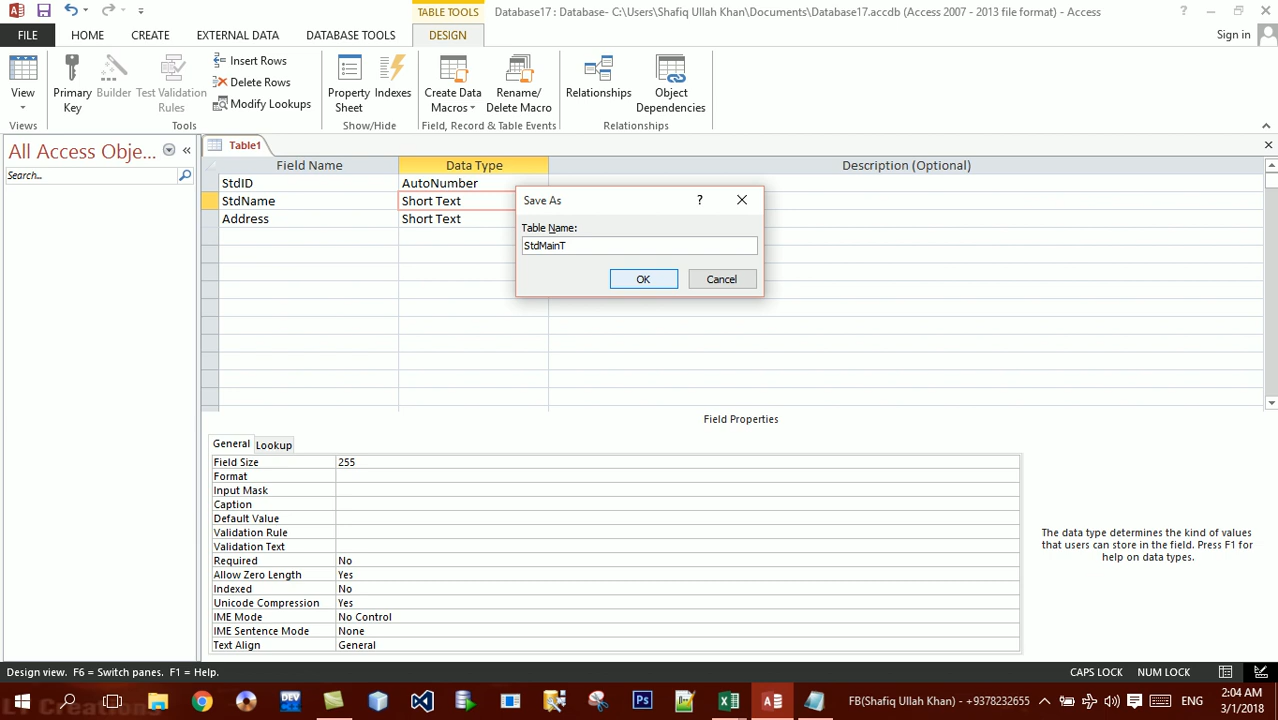 TABLE TOOLS
Database17 : Database- C:\Users\Shafiq Ullah Khan\Documents\Database17.accdb (Access 2007 - 2013 file format) - Access
?
FILE HOME CREATE EXTERNAL DATA DATABASE TOOLS DESIGN Sign in
View
Primary Key
Builder
Test Validation Rules
Insert Rows
Delete Rows
Modify Lookups
Property Sheet
Indexes
Create Data Macros
Rename/ Delete Macro
Relationships
Object Dependencies
Views Tools Show/Hide Field, Record & Table Events Relationships
All Access Obje...
Search...
Table1
Field Name Data Type Description (Optional)
StdID AutoNumber
StdName Short Text
Address Short Text
Save As ?
Table Name:
StdMainT
OK Cancel
Field Properties
General Lookup
Field Size 255
Format
Input Mask
Caption
Default Value
Validation Rule
Validation Text
Required No
Allow Zero Length Yes
Indexed No
Unicode Compression Yes
IME Mode No Control
IME Sentence Mode None
Text Align General
The data type determines the kind of values
that users can store in the field. Press F1 for
help on data types.
Design view. F6 = Switch panes. F1 = Help. CAPS LOCK NUM LOCK
DEV
Ps
FB(Shafiq Ullah Khan) - +9378232655
ENG
2:04 AM
3/1/2018
LT Creations